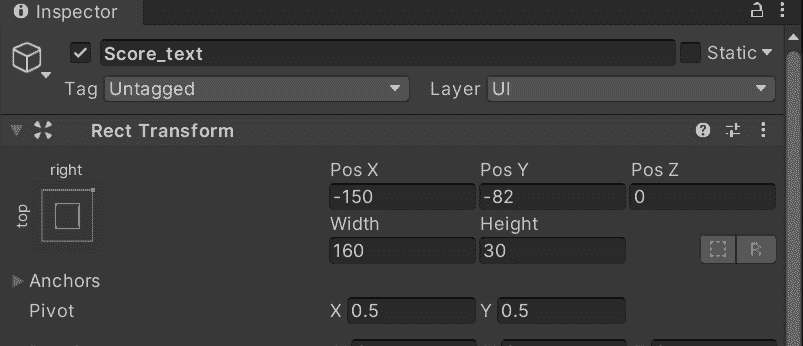 Inspector
Score_text Static
Tag Untagged Layer UI
Rect Transform
right
top
Pos X Pos Y Pos Z
-150 -82 0
Width Height
160 30
R
Anchors
Pivot X 0.5 Y 0.5